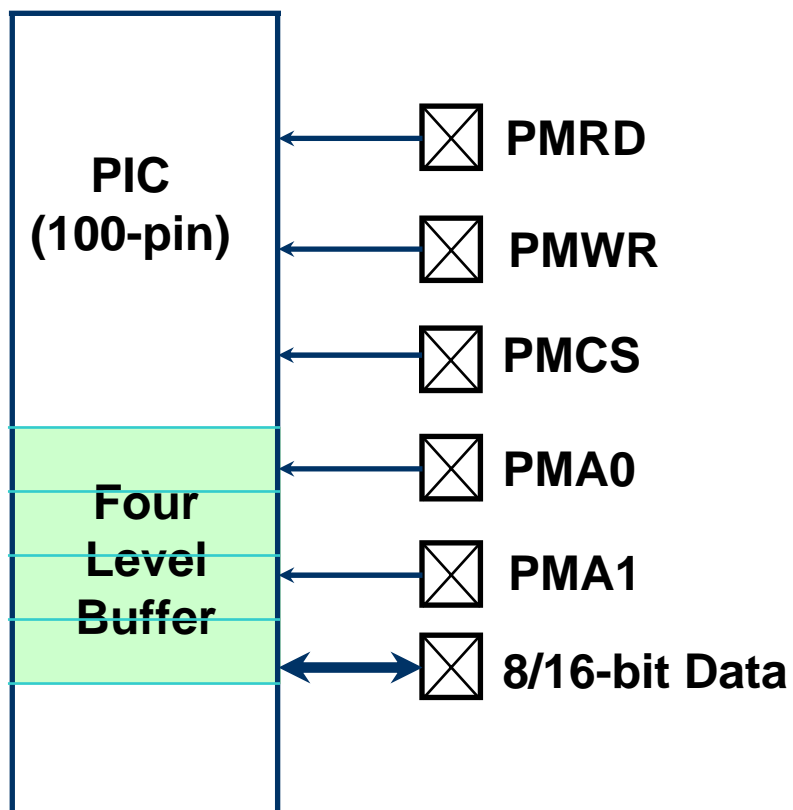 PIC
(100-pin)
Four
Level
Buffer
PMRD
PMWR
PMCS
PMA0
PMA1
8/16-bit Data